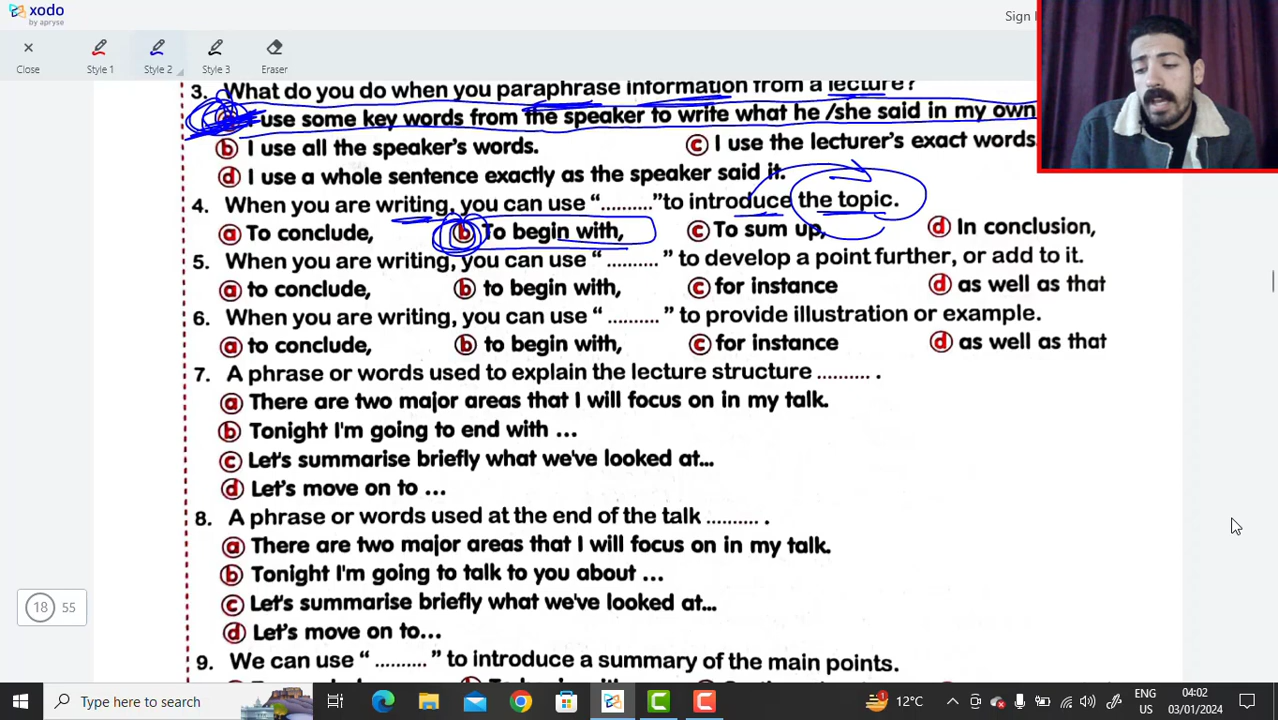 xodo
by apryse
Sign
Close
Style 1
Style 2
Style 3
Eraser
3. What do you do when you paraphrase information from a lecture?
I use some key words from the speaker to write what he /she said in my own
b I use all the speaker's words.
c I use the lecturer's exact words.
d I use a whole sentence exactly as the speaker said it.
4. When you are writing, you can use "..........."to introduce the topic.
a To conclude,
b To begin with,
c To sum up,
d In conclusion,
5. When you are writing, you can use " .......... " to develop a point further, or add to it.
a to conclude,
b to begin with,
c for instance
d as well as that
6. When you are writing, you can use " .......... " to provide illustration or example.
a to conclude,
b to begin with,
c for instance
d as well as that
7. A phrase or words used to explain the lecture structure .......... .
a There are two major areas that I will focus on in my talk.
b Tonight I'm going to end with ...
c Let's summarise briefly what we've looked at...
d Let's move on to ...
8. A phrase or words used at the end of the talk .......... .
a There are two major areas that I will focus on in my talk.
b Tonight I'm going to talk to you about ...
c Let's summarise briefly what we've looked at...
d Let's move on to...
9. We can use " .......... " to introduce a summary of the main points.
18 55
Type here to search
1
12°C
ENG
US
04:02
03/01/2024